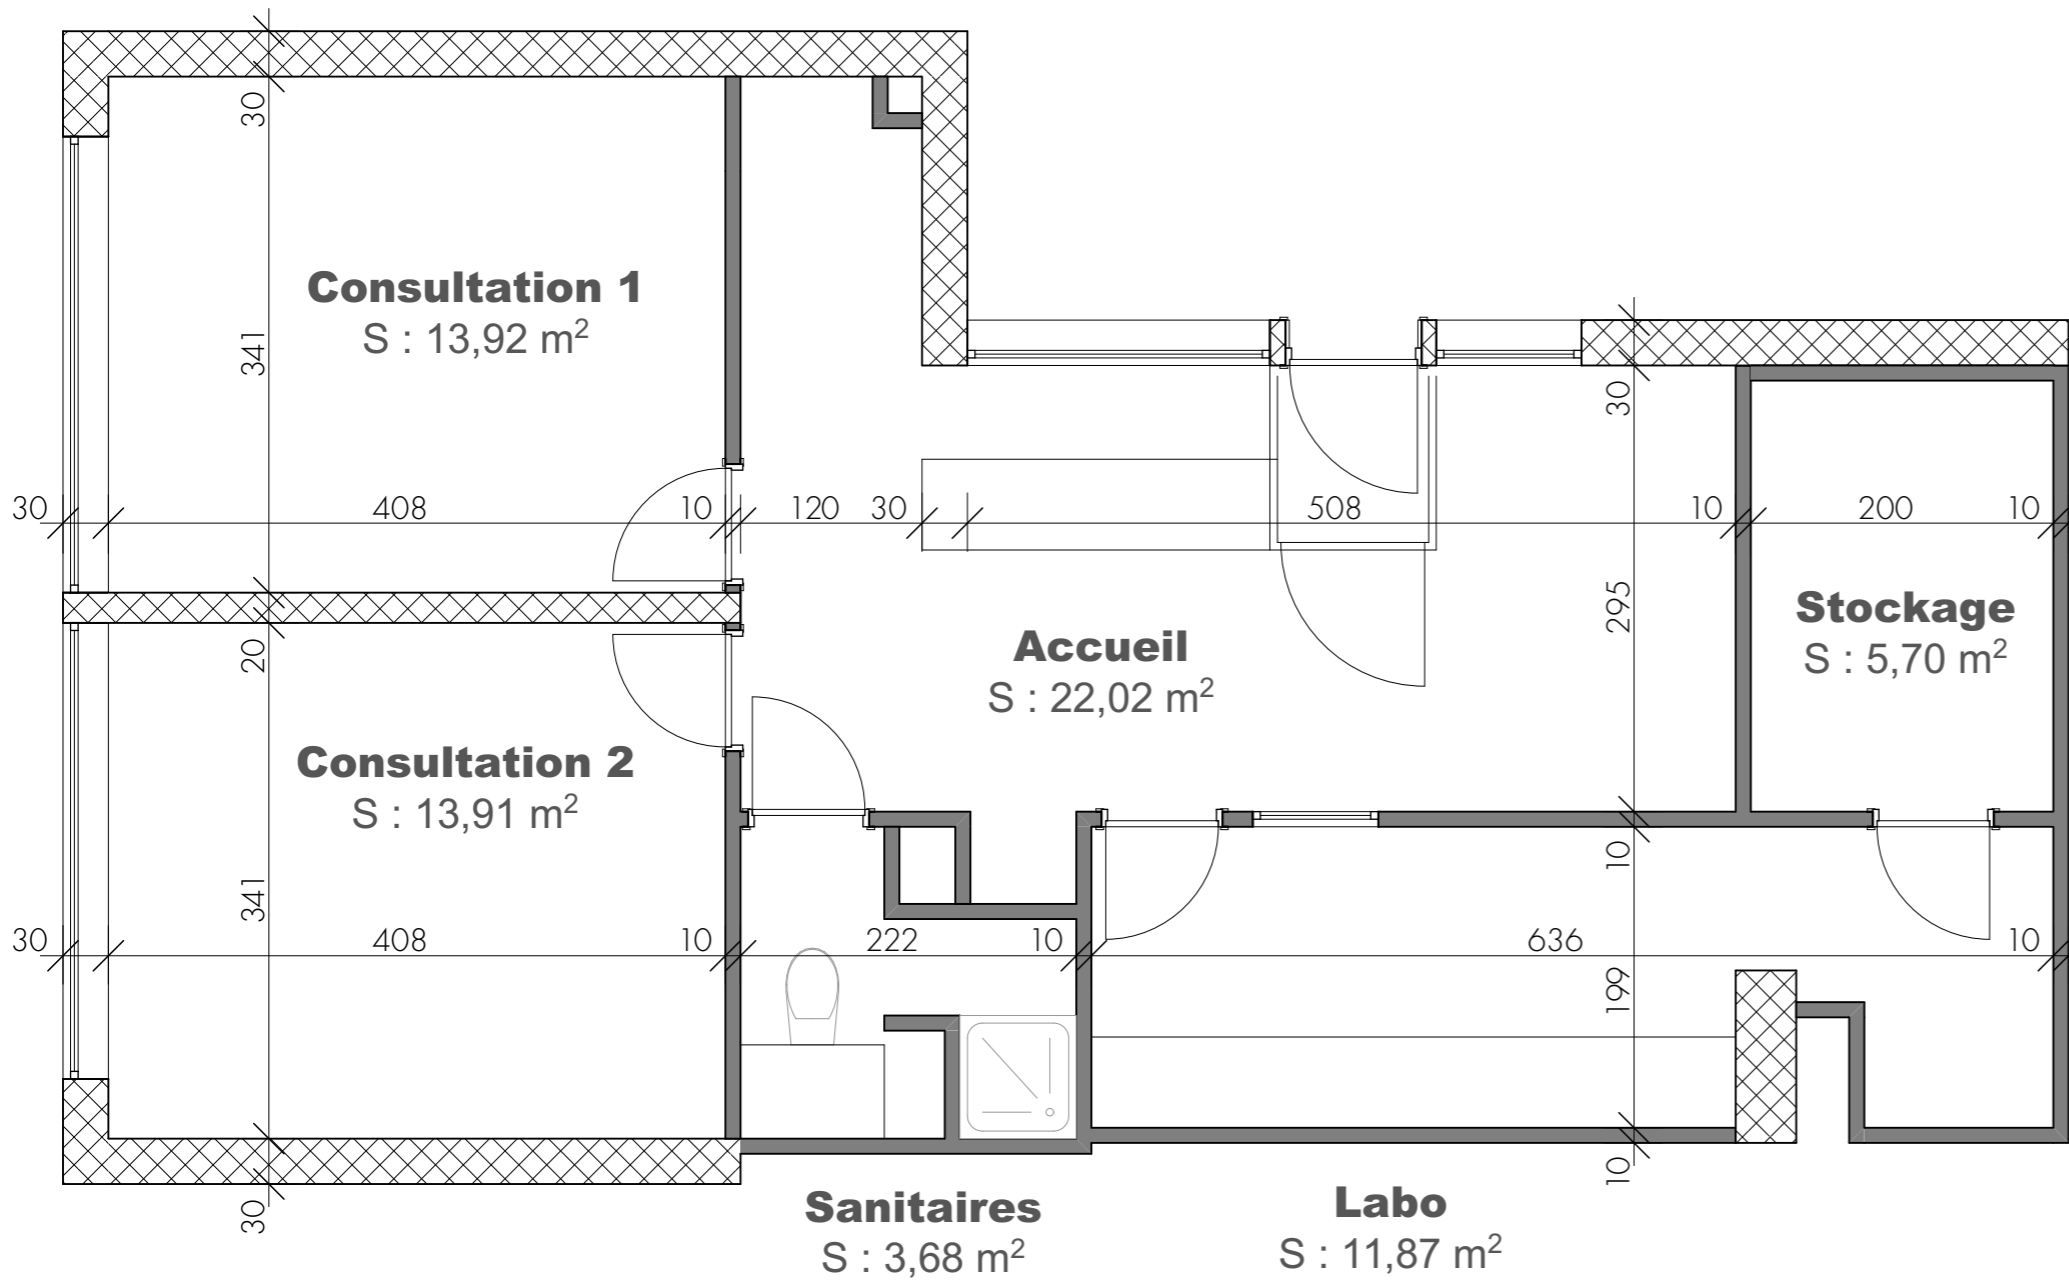 30
Consultation 1
S : 13,92 m²
341
30
30
408
10
120
30
508
10
200
10
295
Stockage
S : 5,70 m²
20
Accueil
S : 22,02 m²
Consultation 2
S : 13,91 m²
341
10
30
408
10
222
10
636
10
199
10
30
Sanitaires
S : 3,68 m²
Labo
S : 11,87 m²